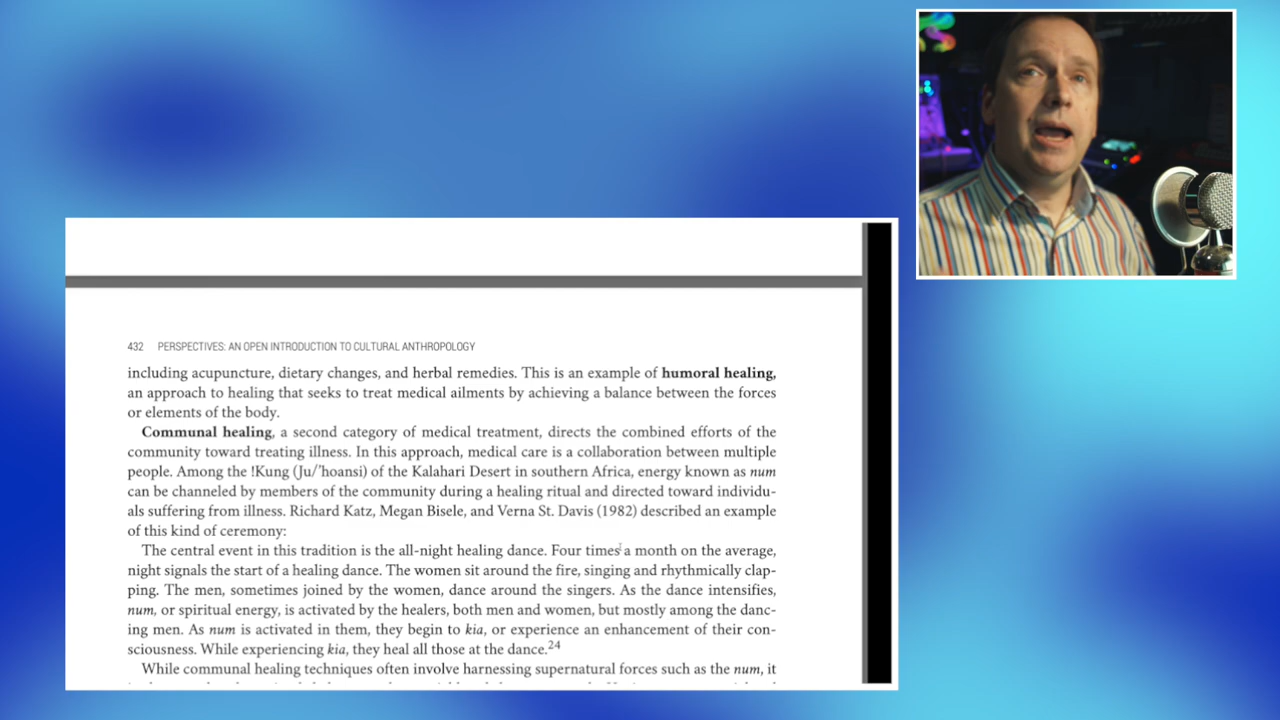 432 PERSPECTIVES: AN OPEN INTRODUCTION TO CULTURAL ANTHROPOLOGY
including acupuncture, dietary changes, and herbal remedies. This is an example of humoral healing,
an approach to healing that seeks to treat medical ailments by achieving a balance between the forces
or elements of the body.
Communal healing, a second category of medical treatment, directs the combined efforts of the
community toward treating illness. In this approach, medical care is a collaboration between multiple
people. Among the !Kung (Ju/’hoansi) of the Kalahari Desert in southern Africa, energy known as num
can be channeled by members of the community during a healing ritual and directed toward individu-
als suffering from illness. Richard Katz, Megan Bisele, and Verna St. Davis (1982) described an example
of this kind of ceremony:
The central event in this tradition is the all-night healing dance. Four times a month on the average,
night signals the start of a healing dance. The women sit around the fire, singing and rhythmically clap-
ping. The men, sometimes joined by the women, dance around the singers. As the dance intensifies,
num, or spiritual energy, is activated by the healers, both men and women, but mostly among the danc-
ing men. As num is activated in them, they begin to kia, or experience an enhancement of their con-
sciousness. While experiencing kia, they heal all those at the dance.24
While communal healing techniques often involve harnessing supernatural forces such as the num, it